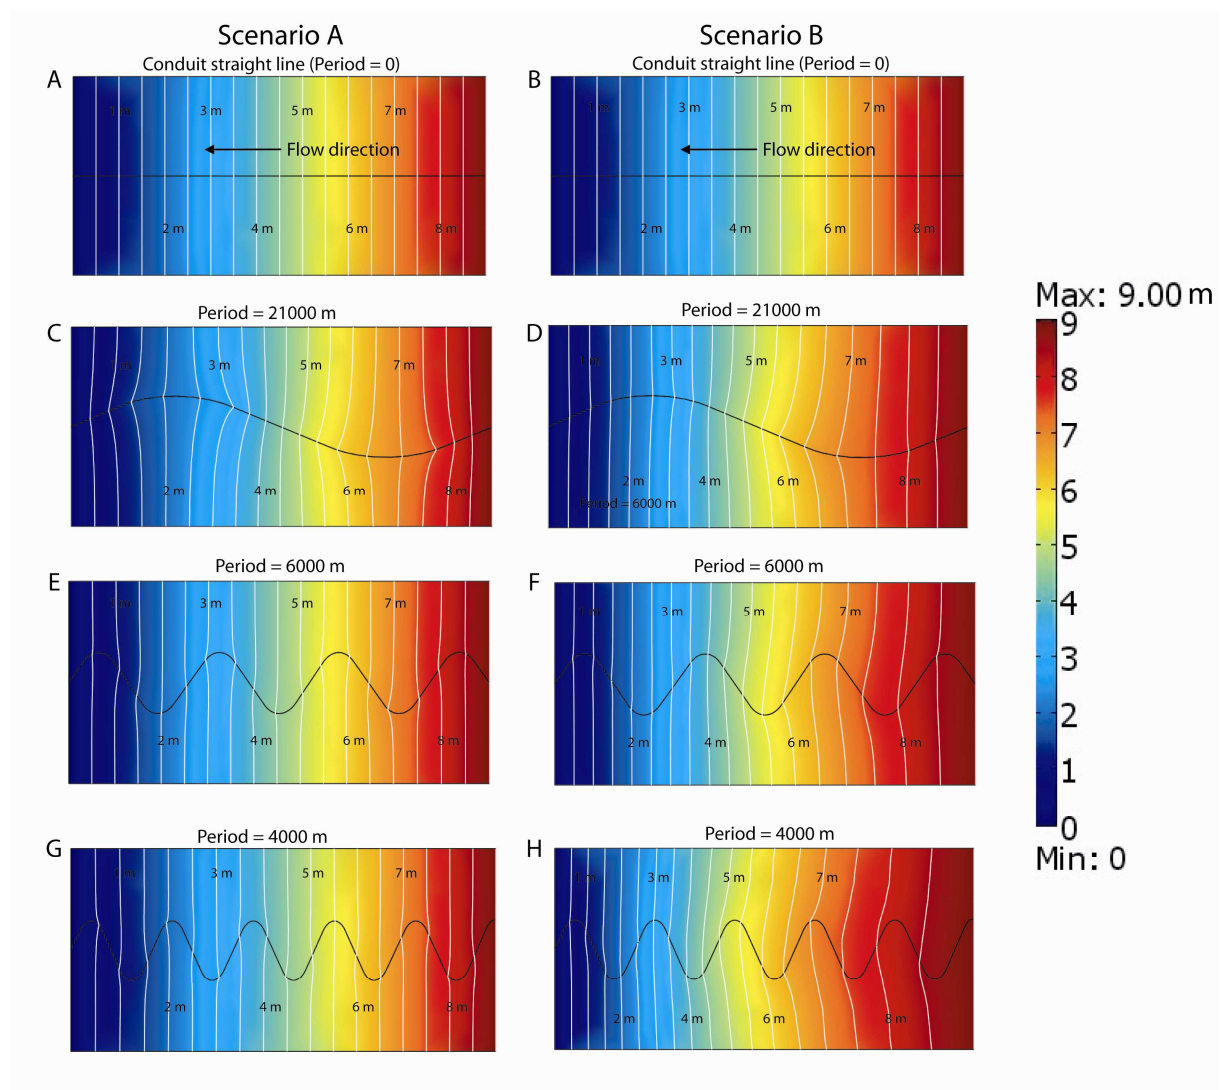 Scenario A
Scenario B
Conduit straight line (Period = 0)
Conduit straight line (Period = 0)
A
1 m
3 m
5 m
7 m
Flow direction
2 m
4 m
6 m
8 m
B
1 m
3 m
5 m
7 m
Flow direction
2 m
4 m
6 m
8 m
Period = 21000 m
C
1 m
3 m
5 m
7 m
2 m
4 m
6 m
8 m
Period = 21000 m
D
1 m
3 m
5 m
7 m
2 m
4 m
6 m
8 m
Period = 6000 m
Period = 6000 m
E
1 m
3 m
5 m
7 m
2 m
4 m
6 m
8 m
Period = 6000 m
F
1 m
3 m
5 m
7 m
2 m
4 m
6 m
8 m
Period = 4000 m
G
1 m
3 m
5 m
7 m
2 m
4 m
6 m
8 m
Period = 4000 m
H
1 m
3 m
5 m
7 m
2 m
4 m
6 m
8 m
Max: 9.00 m
9
8
7
6
5
4
3
2
1
0
Min: 0